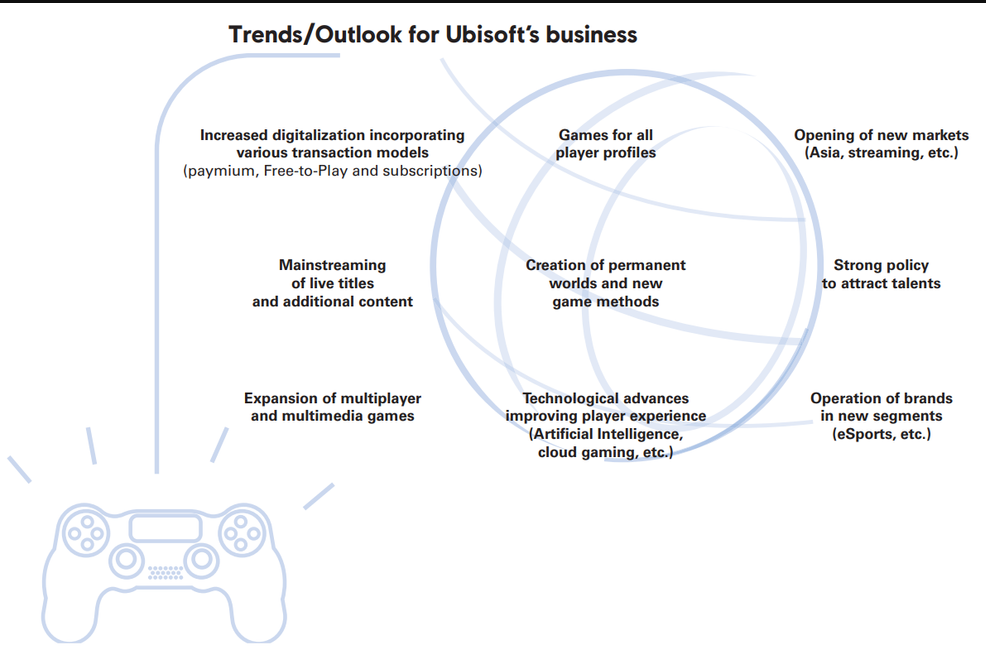 Trends/Outlook for Ubisoft's business
Increased digitalization incorporating
various transaction models
(paymium, Free-to-Play and subscriptions)
Games for all
player profiles
Opening of new markets
(Asia, streaming, etc.)
Mainstreaming
of live titles
and additional content
Creation of permanent
worlds and new
game methods
Strong policy
to attract talents
Expansion of multiplayer
and multimedia games
Technological advances
improving player experience
(Artificial Intelligence,
cloud gaming, etc.)
Operation of brands
in new segments
(eSports, etc.)